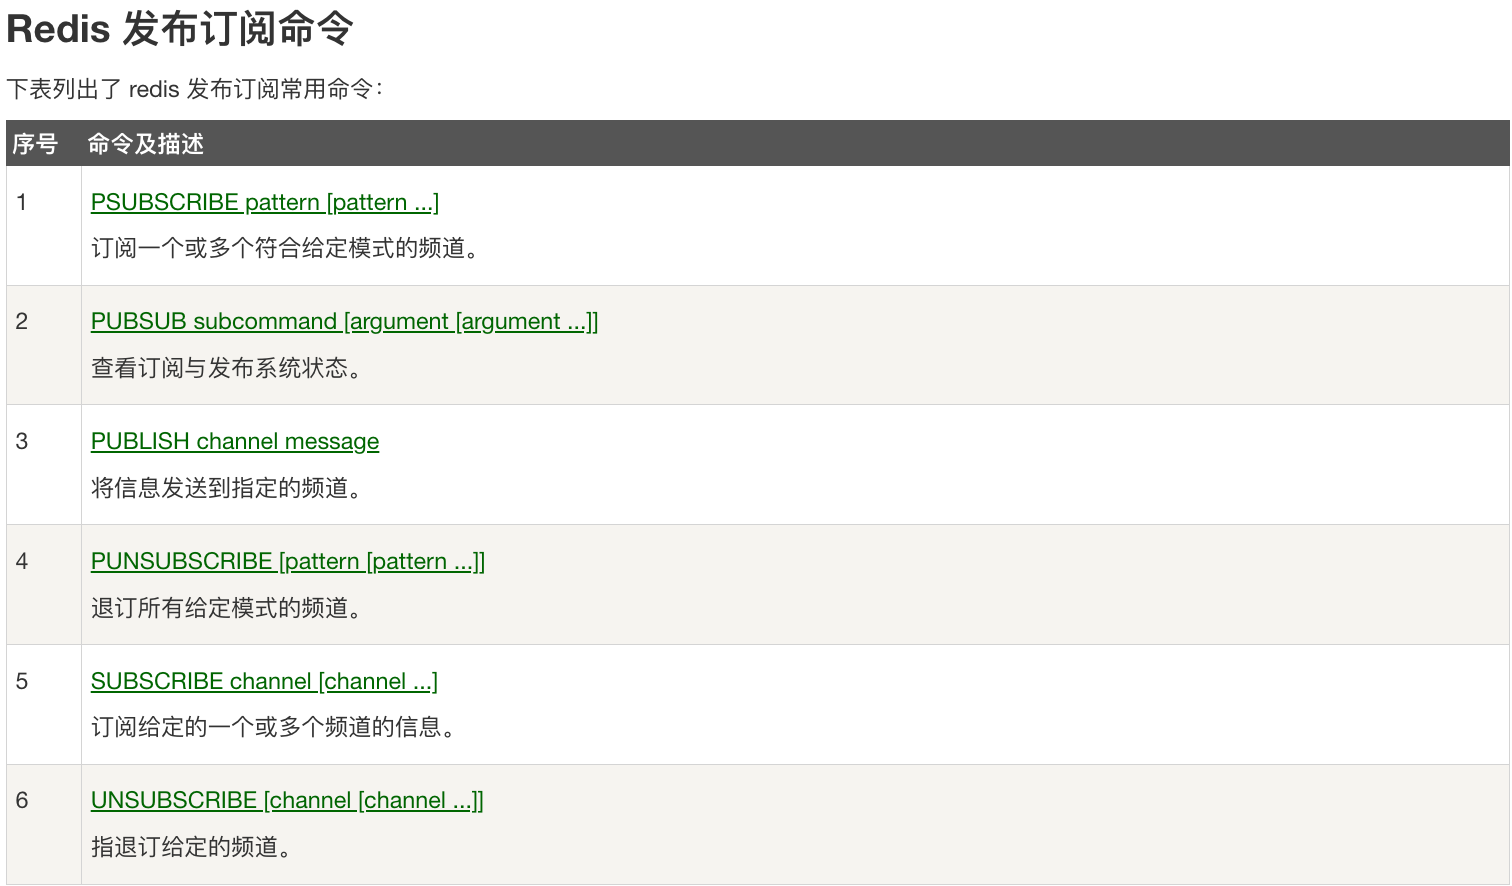 Redis 发布订阅命令
下表列出了 redis 发布订阅常用命令：
序号 命令及描述
1 PSUBSCRIBE pattern [pattern ...]
订阅一个或多个符合给定模式的频道。
2 PUBSUB subcommand [argument [argument ...]]
查看订阅与发布系统状态。
3 PUBLISH channel message
将信息发送到指定的频道。
4 PUNSUBSCRIBE [pattern [pattern ...]]
退订所有给定模式的频道。
5 SUBSCRIBE channel [channel ...]
订阅给定的一个或多个频道的信息。
6 UNSUBSCRIBE [channel [channel ...]]
指退订给定的频道。